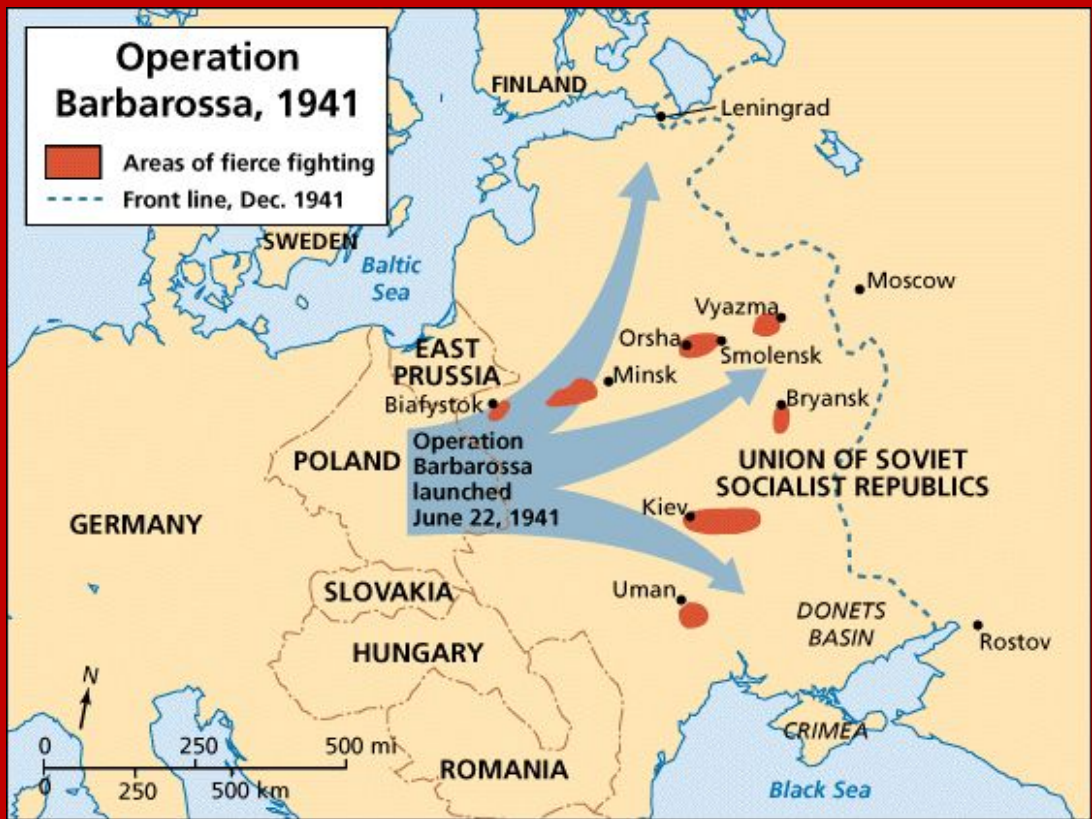 Operation
Barbarossa, 1941
Areas of fierce fighting
Front line, Dec. 1941
FINLAND
Leningrad
SWEDEN
Baltic
Sea
Moscow
Vyazma
Orsha
Smolensk
EAST
PRUSSIA
Minsk
Biafystok
Bryansk
Operation
Barbarossa
launched
June 22, 1941
POLAND
UNION OF SOVIET
SOCIALIST REPUBLICS
GERMANY
Kiev
SLOVAKIA
Uman
DONETS
BASIN
Rostov
HUNGARY
N
CRIMEA
0 250 500 mi
0 250 500 km
ROMANIA
Black Sea